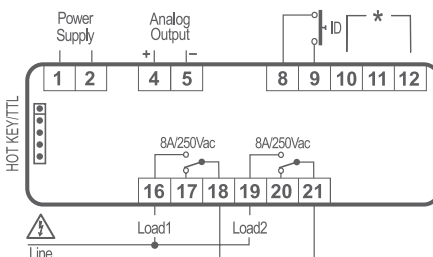 Power
Supply
Analog
Output
+ –
ID
*
1 2 4 5 8 9 10 11 12
HOT KEY/TTL
8A/250Vac 8A/250Vac
16 17 18 19 20 21
Load1 Load2
Line